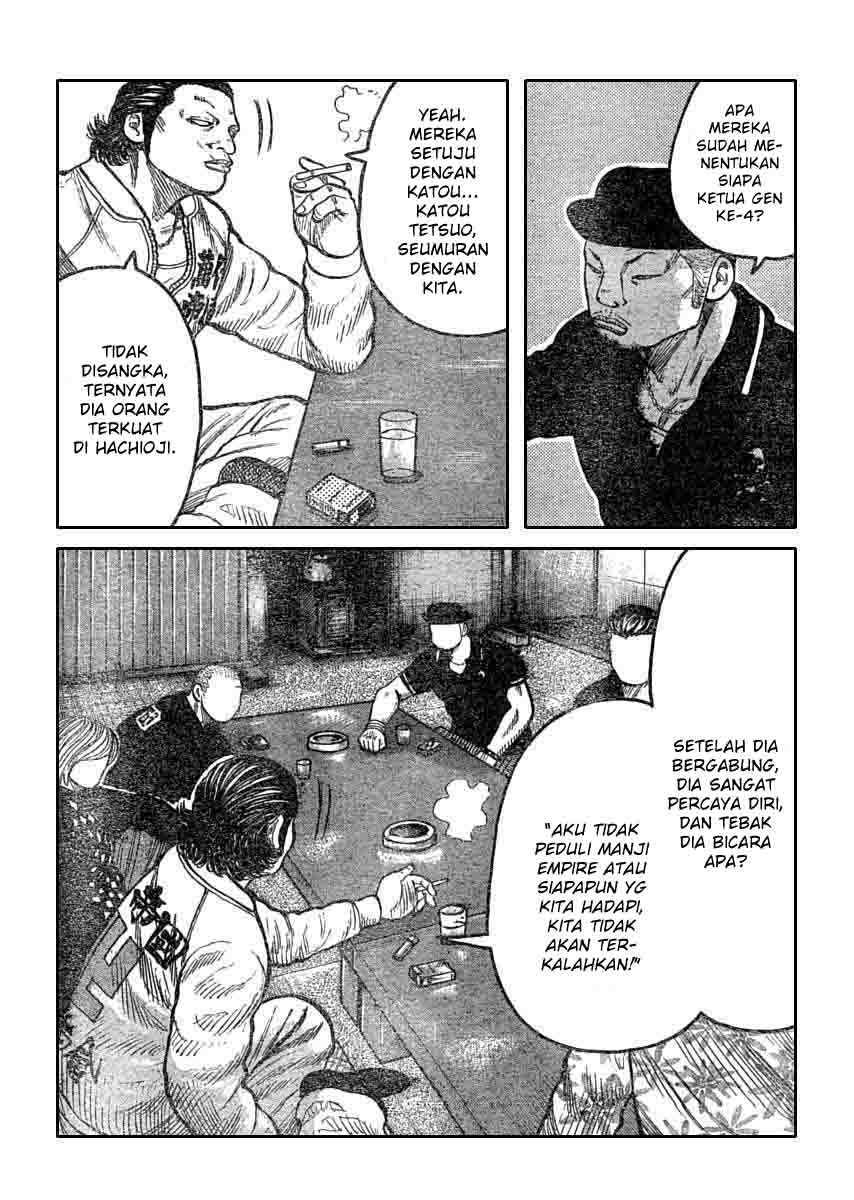 APA
MEREKA
SUDAH ME-
NENTUKAN
SIAPA
KETUA GEN
KE-4?
YEAH.
MEREKA
SETUJU
DENGAN
KATOU...
KATOU
TETSUO,
SEUMURAN
DENGAN
KITA.
TIDAK
DISANGKA,
TERNYATA
DIA ORANG
TERKUAT
DI HACHIOJI.
SETELAH DIA
BERGABUNG,
DIA SANGAT
PERCAYA DIRI,
DAN TEBAK
DIA BICARA
APA?
"AKU TIDAK
PEDULI MANJI
EMPIRE ATAU
SIAPAPUN YG
KITA HADAPI,
KITA TIDAK
AKAN TER-
KALAHKAN!"